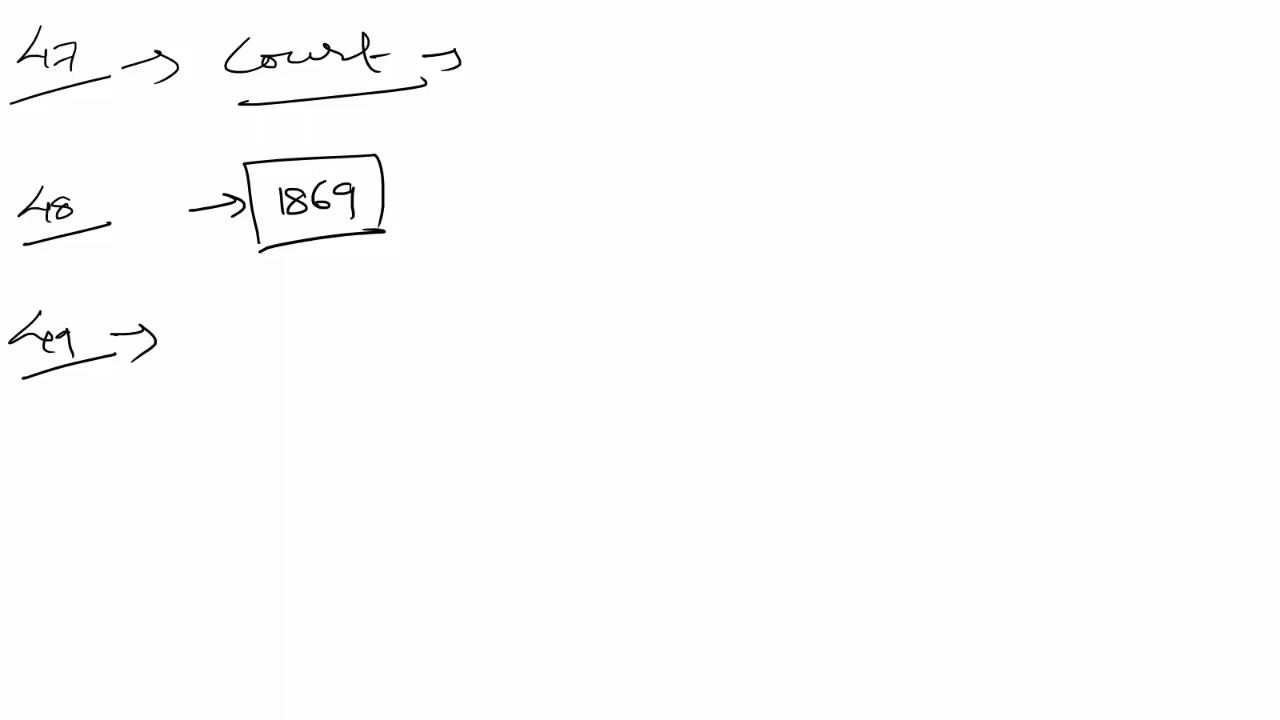 47 → Court →
48 → 1869
49 →